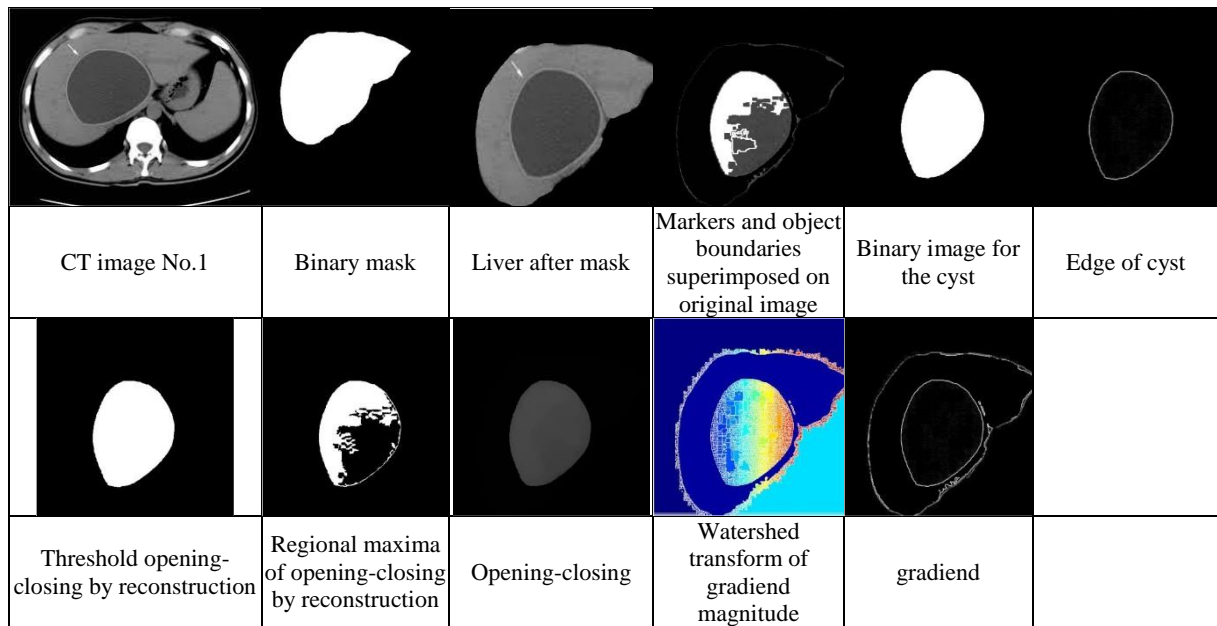 CT image No.1
Binary mask
Liver after mask
Markers and object
boundaries
superimposed on
original image
Binary image for
the cyst
Edge of cyst
Threshold opening-
closing by reconstruction
Regional maxima
of opening-closing
by reconstruction
Opening-closing
Watershed
transform of
gradiend
magnitude
gradiend